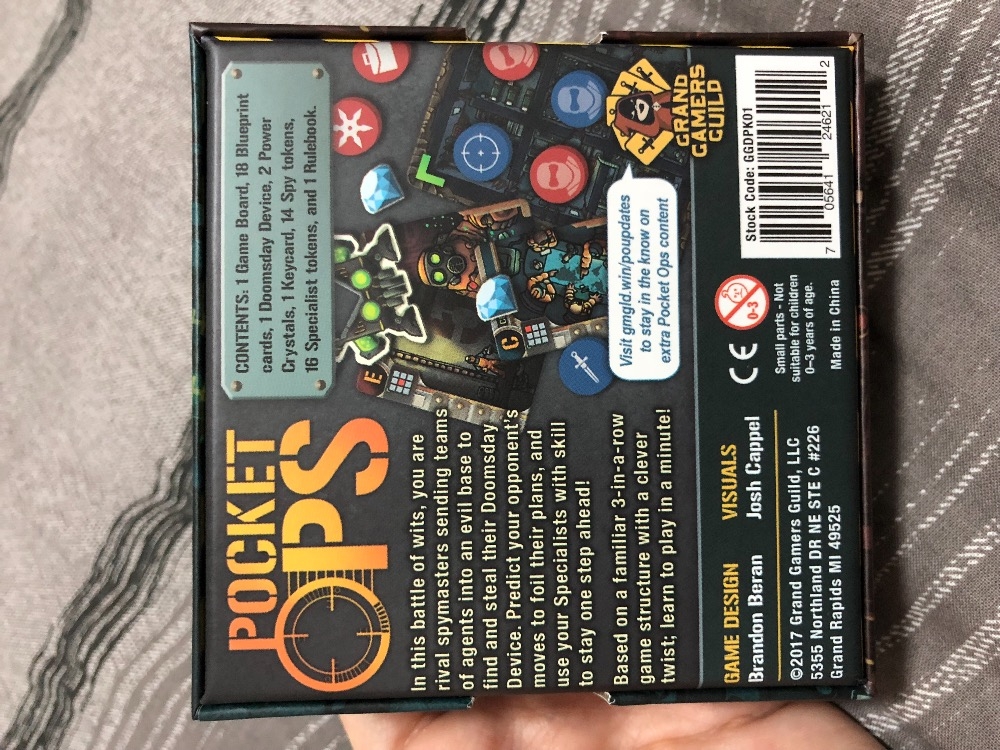 POCKET
OPS
CONTENTS: 1 Game Board, 18 Blueprint
cards, 1 Doomsday Device, 2 Power
Crystals, 1 Keycard, 14 Spy tokens,
16 Specialist tokens, and 1 Rulebook.
In this battle of wits, you are
rival spymasters sending teams
of agents into an evil base to
find and steal their Doomsday
Device. Predict your opponent's
moves to foil their plans, and
use your Specialists with skill
to stay one step ahead!
Based on a familiar 3-in-a-row
game structure with a clever
twist; learn to play in a minute!
E
C
Visit gmgld.win/poupdates
to stay in the know on
extra Pocket Ops content
GRAND
GAMERS
GUILD
GAME DESIGN
Brandon Beran
VISUALS
Josh Cappel
©2017 Grand Gamers Guild, LLC
5355 Northland DR NE STE C #226
Grand Rapids MI 49525
CE
0-3
Small parts - Not
suitable for children
0-3 years of age.
Made in China
Stock Code: GGDPK01
7 05641 24621 2